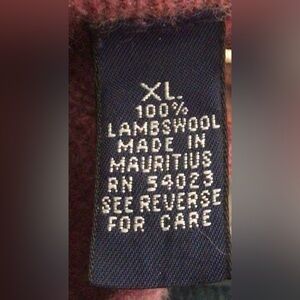 XL
100%
LAMBSWOOL
MADE IN
MAURITIUS
RN 54023
SEE REVERSE
FOR CARE